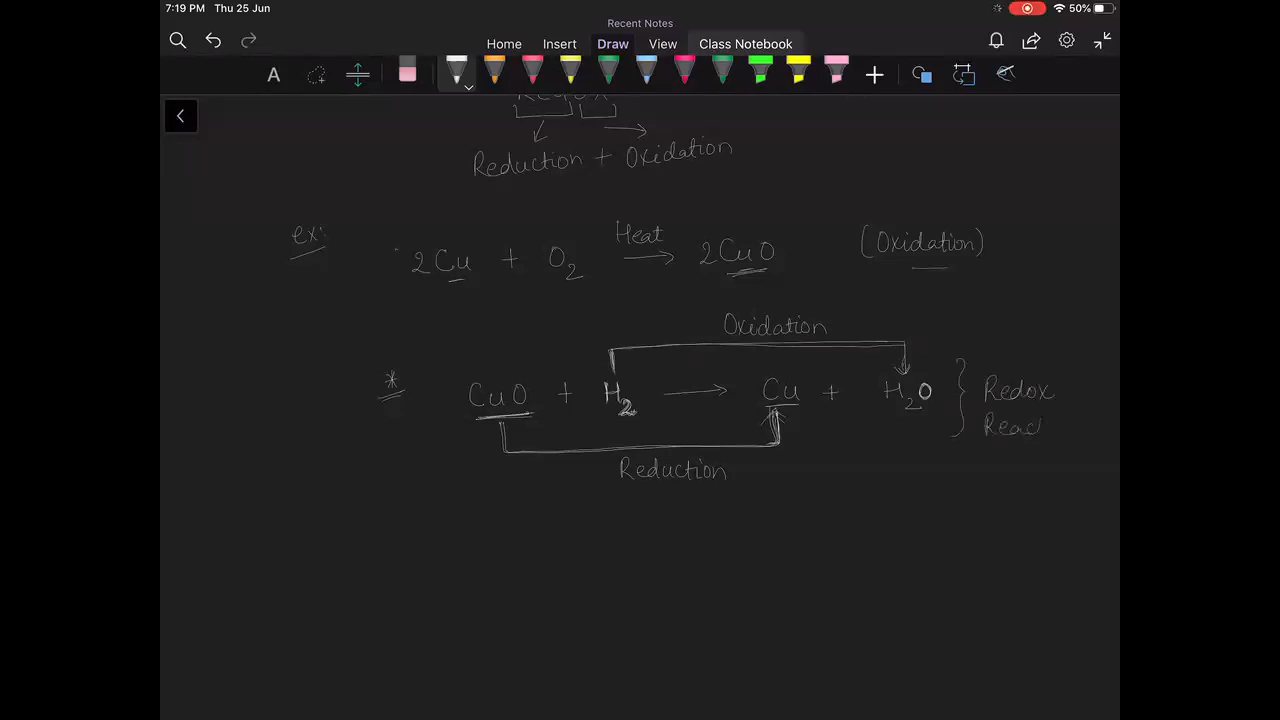 7:19 PM Thu 25 Jun
50%
Recent Notes
Home Insert Draw View Class Notebook
A
Redox
Reduction + Oxidation
ex: 2Cu + O2 Heat → 2CuO (Oxidation)
Oxidation
* CuO + H2 → Cu + H2O } Redox
Reac
Reduction